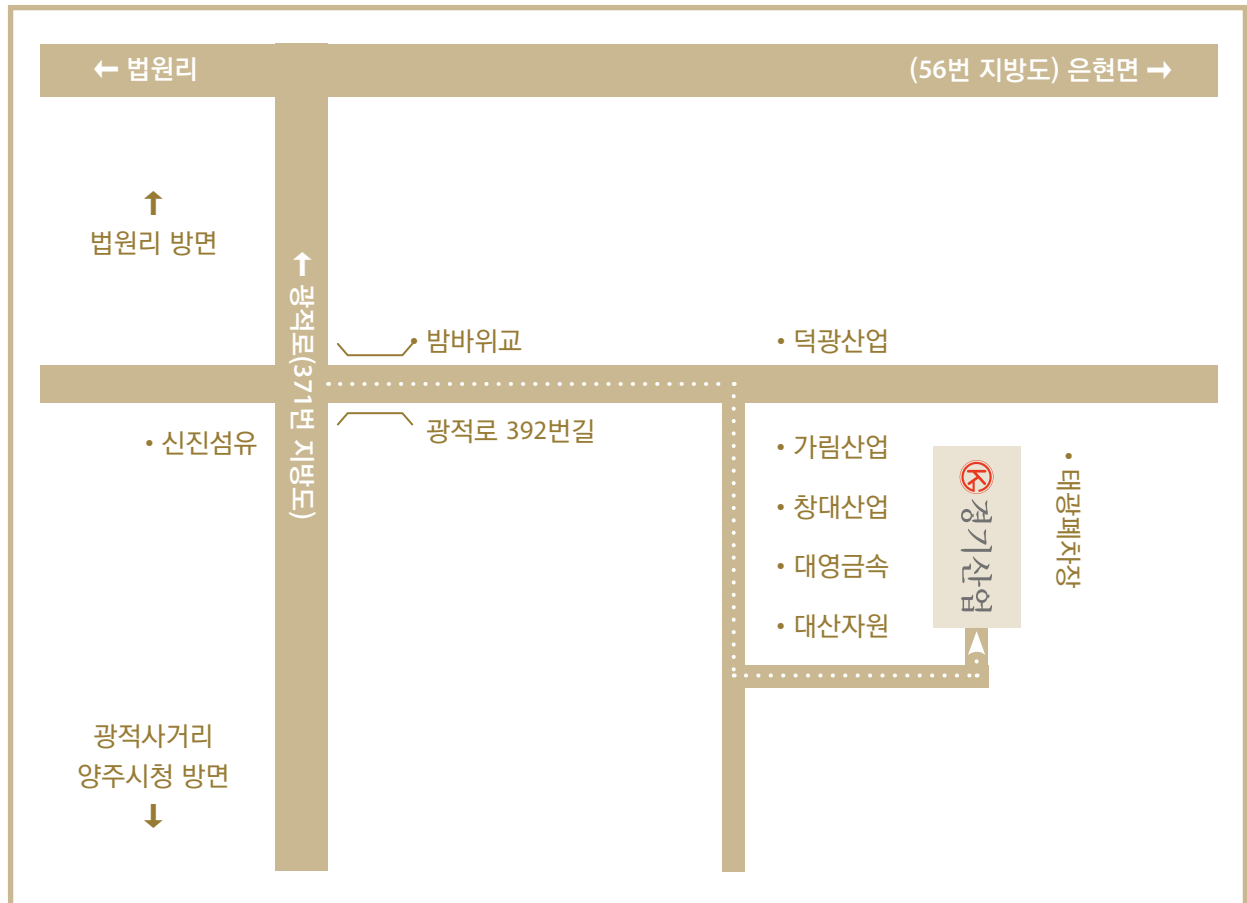 ← 법원리
(56번 지방도) 은현면 →
↑
법원리 방면
← 광적로(371번 지방도)
• 밤바위교
• 덕광산업
광적로 392번길
• 신진섬유
• 가림산업
• 창대산업
• 대영금속
• 대산자원
K 경기산업
• 태광폐차장
광적사거리
양주시청 방면
↓